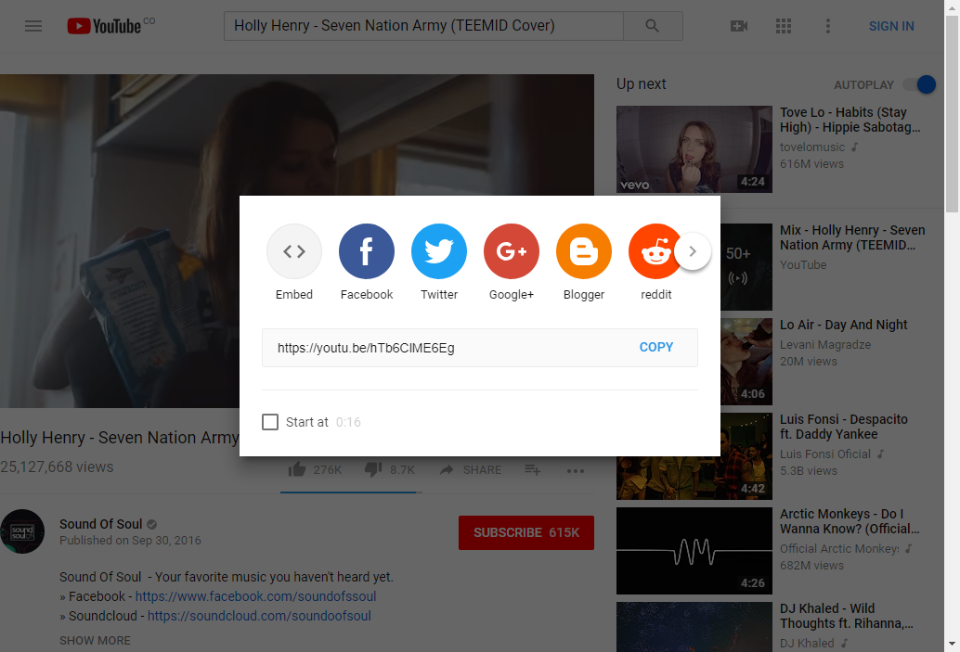 YouTube CO
Holly Henry - Seven Nation Army (TEEMID Cover)
SIGN IN
Up next
AUTOPLAY
Tove Lo - Habits (Stay
High) - Hippie Sabotag...
tovelomusic
616M views
vevo
4:24
Mix - Holly Henry - Seven
Nation Army (TEEMID...
YouTube
50+
Lo Air - Day And Night
Levani Magradze
20M views
4:06
Luis Fonsi - Despacito
ft. Daddy Yankee
Luis Fonsi Oficial
5.3B views
4:42
Arctic Monkeys - Do I
Wanna Know? (Official...
Official Arctic Monkey
682M views
4:26
DJ Khaled - Wild
Thoughts ft. Rihanna,...
DJ Khaled
Embed
Facebook
Twitter
Google+
Blogger
reddit
https://youtu.be/hTb6CIME6Eg
COPY
Start at 0:16
Holly Henry - Seven Nation Army
25,127,668 views
276K
8.7K
SHARE
sound
soul
Sound Of Soul
Published on Sep 30, 2016
SUBSCRIBE 615K
Sound Of Soul - Your favorite music you haven't heard yet.
» Facebook - https://www.facebook.com/soundofssoul
» Soundcloud - https://soundcloud.com/soundoofsoul
SHOW MORE